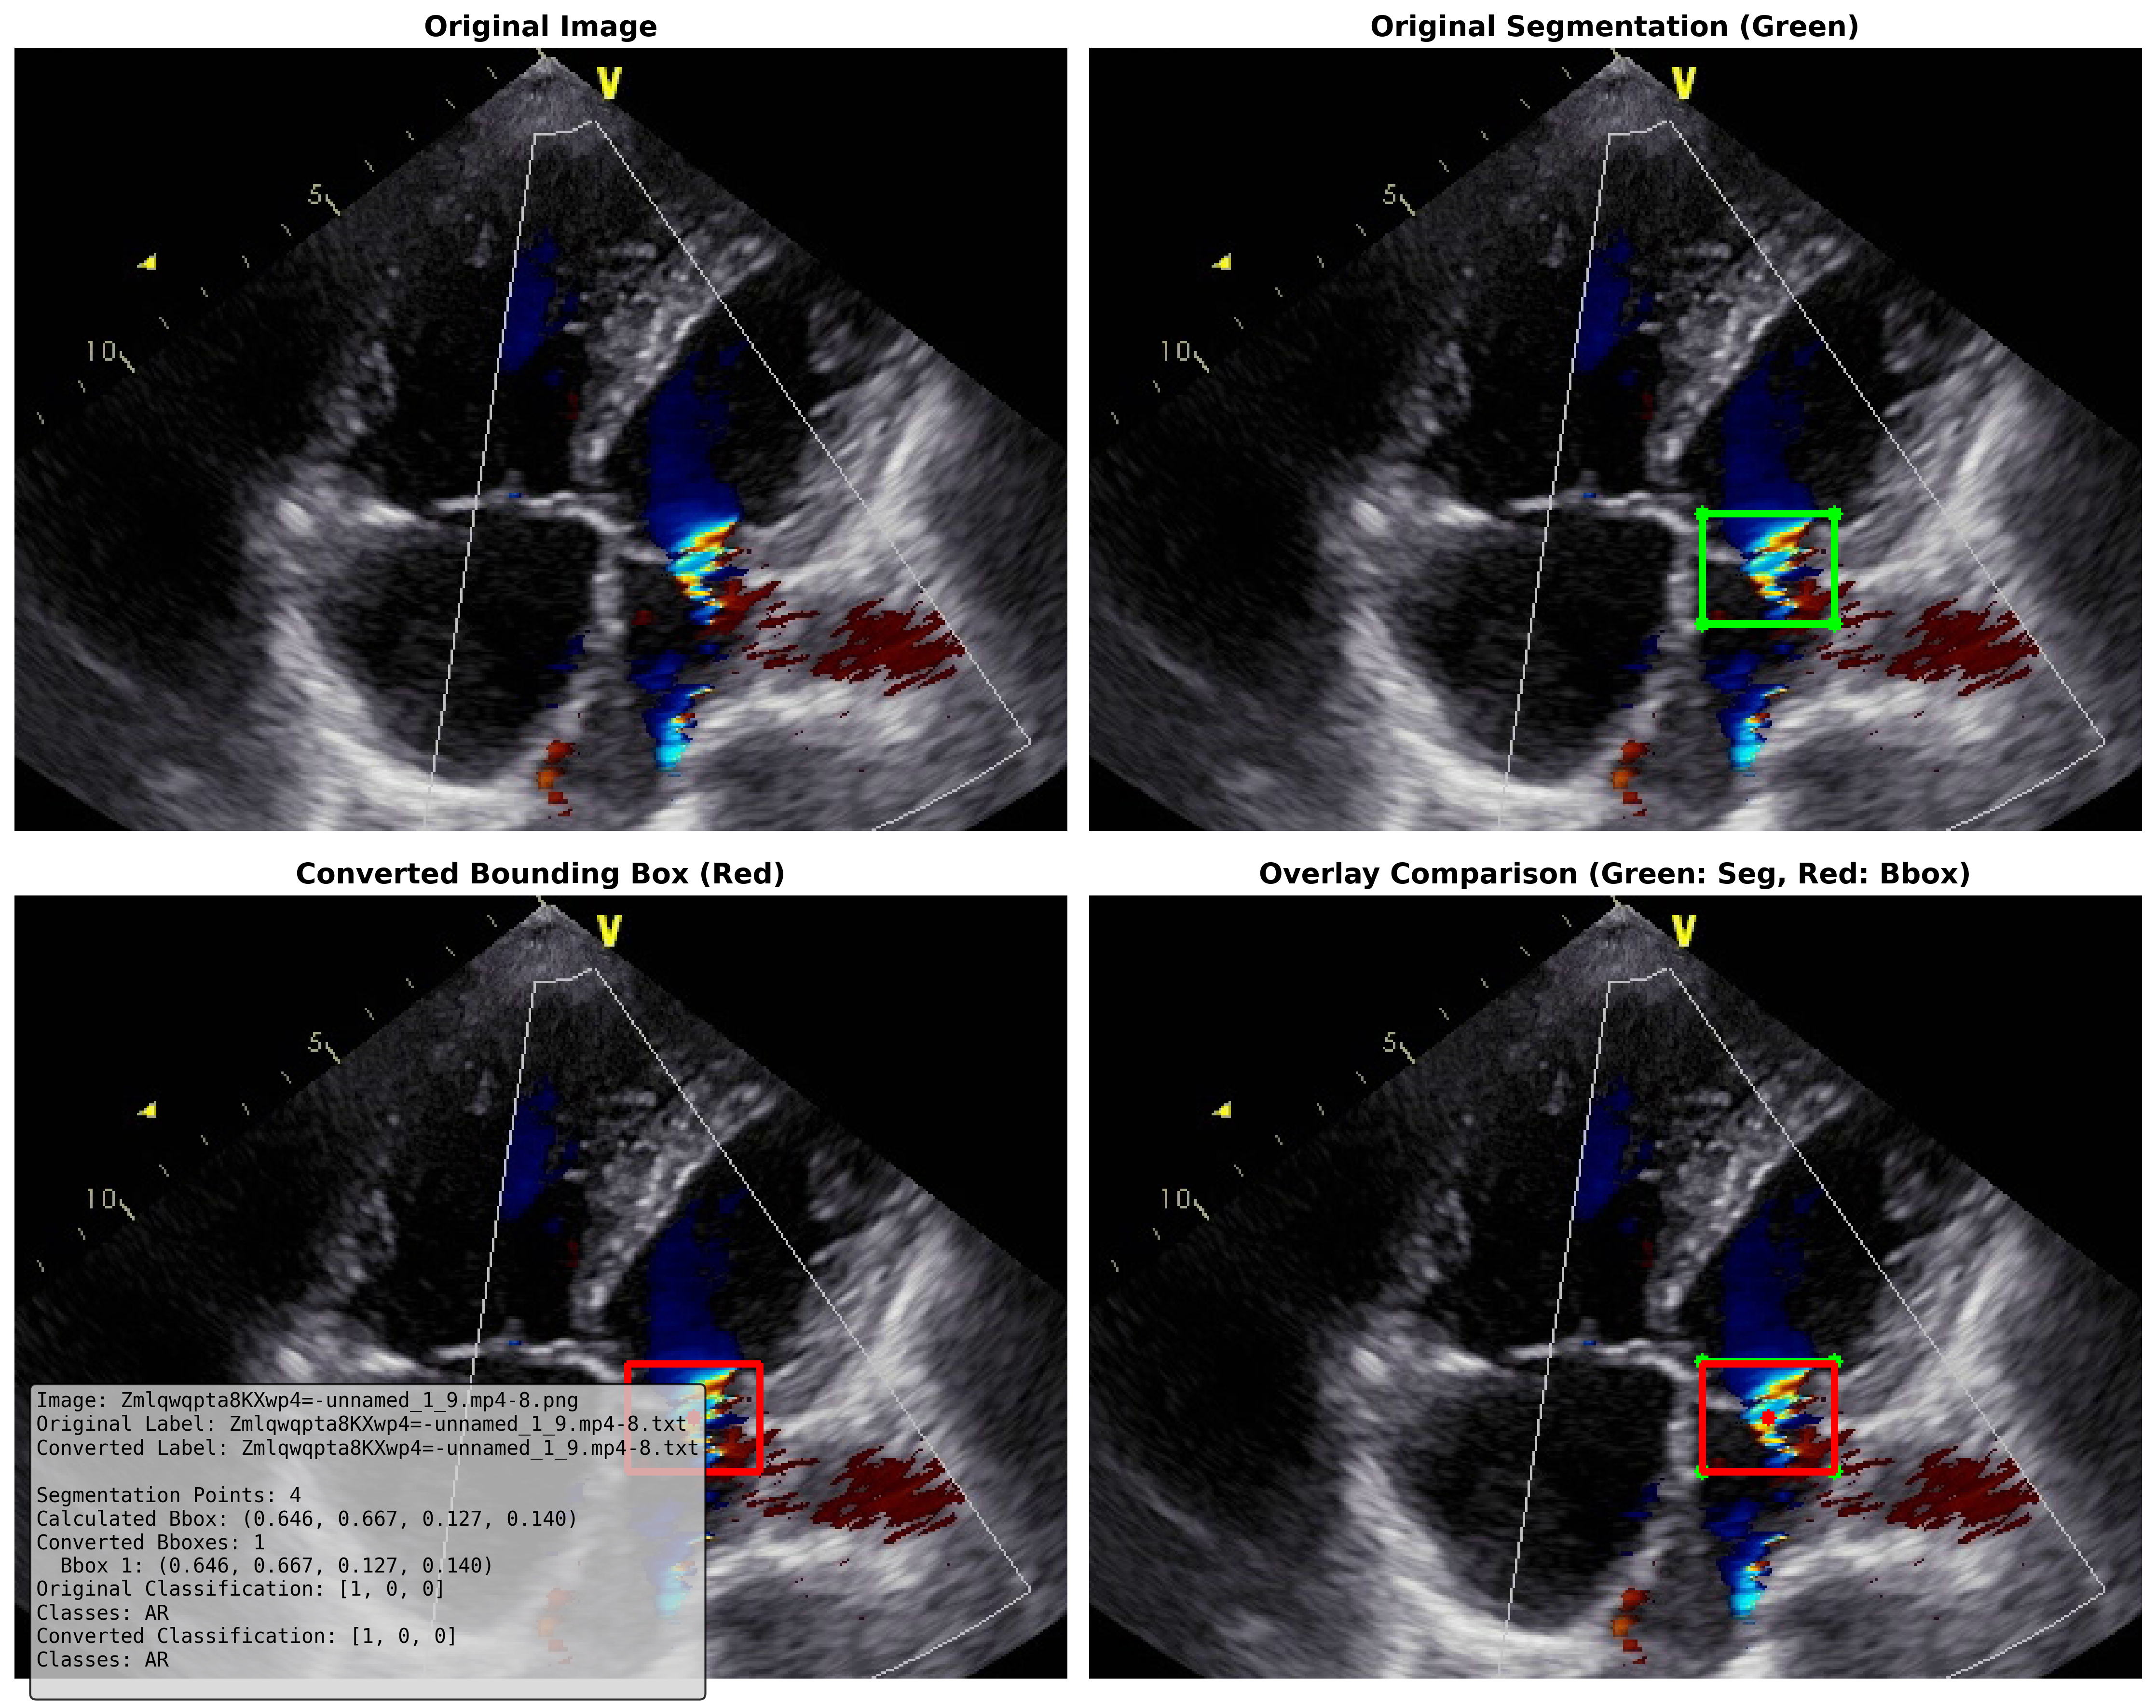 Original Image
Original Segmentation (Green)
V
5
10
V
5
10
Converted Bounding Box (Red)
Overlay Comparison (Green: Seg, Red: Bbox)
V
5
10
V
5
10
Image: Zmlqwqpta8KXwp4=-unnamed_1_9.mp4-8.png
Original Label: Zmlqwqpta8KXwp4=-unnamed_1_9.mp4-8.txt
Converted Label: Zmlqwqpta8KXwp4=-unnamed_1_9.mp4-8.txt
Segmentation Points: 4
Calculated Bbox: (0.646, 0.667, 0.127, 0.140)
Converted Bboxes: 1
Bbox 1: (0.646, 0.667, 0.127, 0.140)
Original Classification: [1, 0, 0]
Classes: AR
Converted Classification: [1, 0, 0]
Classes: AR